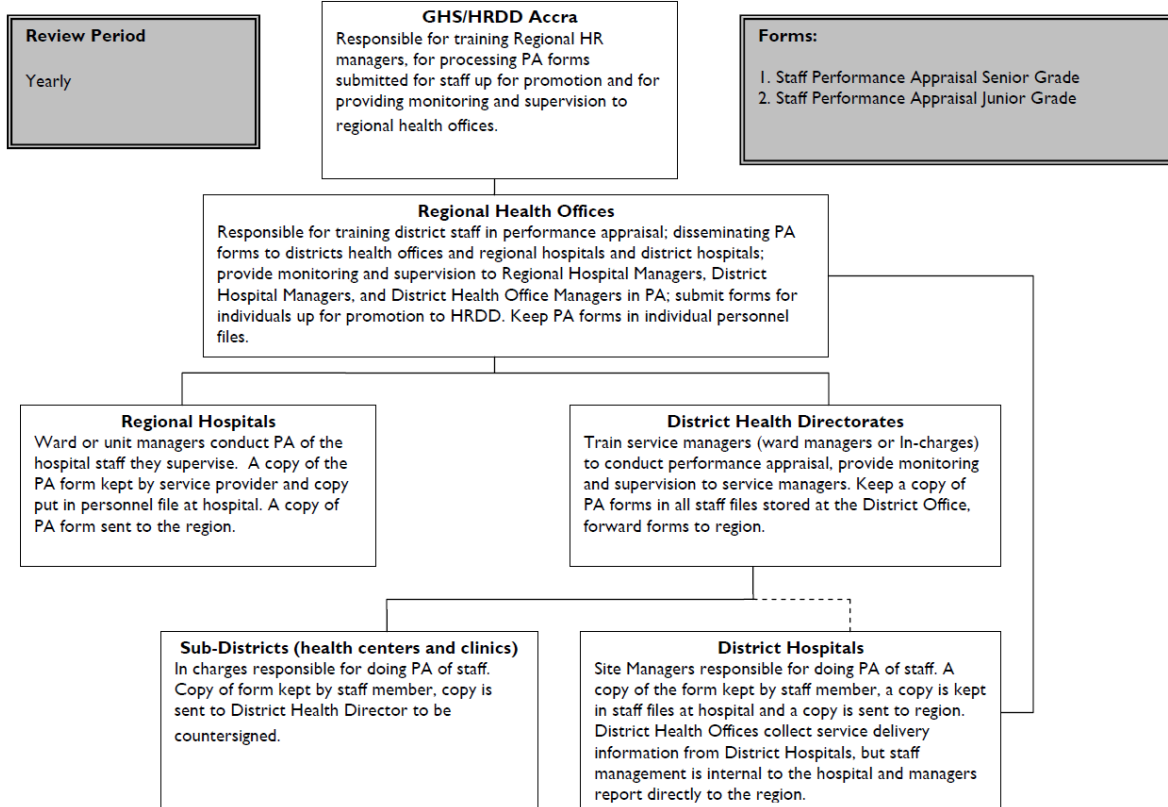 Review Period
Yearly
GHS/HRDD Accra
Responsible for training Regional HR
managers, for processing PA forms
submitted for staff up for promotion and for
providing monitoring and supervision to
regional health offices.
Forms:
1. Staff Performance Appraisal Senior Grade
2. Staff Performance Appraisal Junior Grade
Regional Health Offices
Responsible for training district staff in performance appraisal; disseminating PA
forms to districts health offices and regional hospitals and district hospitals;
provide monitoring and supervision to Regional Hospital Managers, District
Hospital Managers, and District Health Office Managers in PA; submit forms for
individuals up for promotion to HRDD. Keep PA forms in individual personnel
files.
Regional Hospitals
Ward or unit managers conduct PA of the
hospital staff they supervise.  A copy of the
PA form kept by service provider and copy
put in personnel file at hospital. A copy of
PA form sent to the region.
District Health Directorates
Train service managers (ward managers or In-charges)
to conduct performance appraisal, provide monitoring
and supervision to service managers. Keep a copy of
PA forms in all staff files stored at the District Office,
forward forms to region.
Sub-Districts (health centers and clinics)
In charges responsible for doing PA of staff.
Copy of form kept by staff member, copy is
sent to District Health Director to be
countersigned.
District Hospitals
Site Managers responsible for doing PA of staff. A
copy of the form kept by staff member, a copy is kept
in staff files at hospital and a copy is sent to region.
District Health Offices collect service delivery
information from District Hospitals, but staff
management is internal to the hospital and managers
report directly to the region.